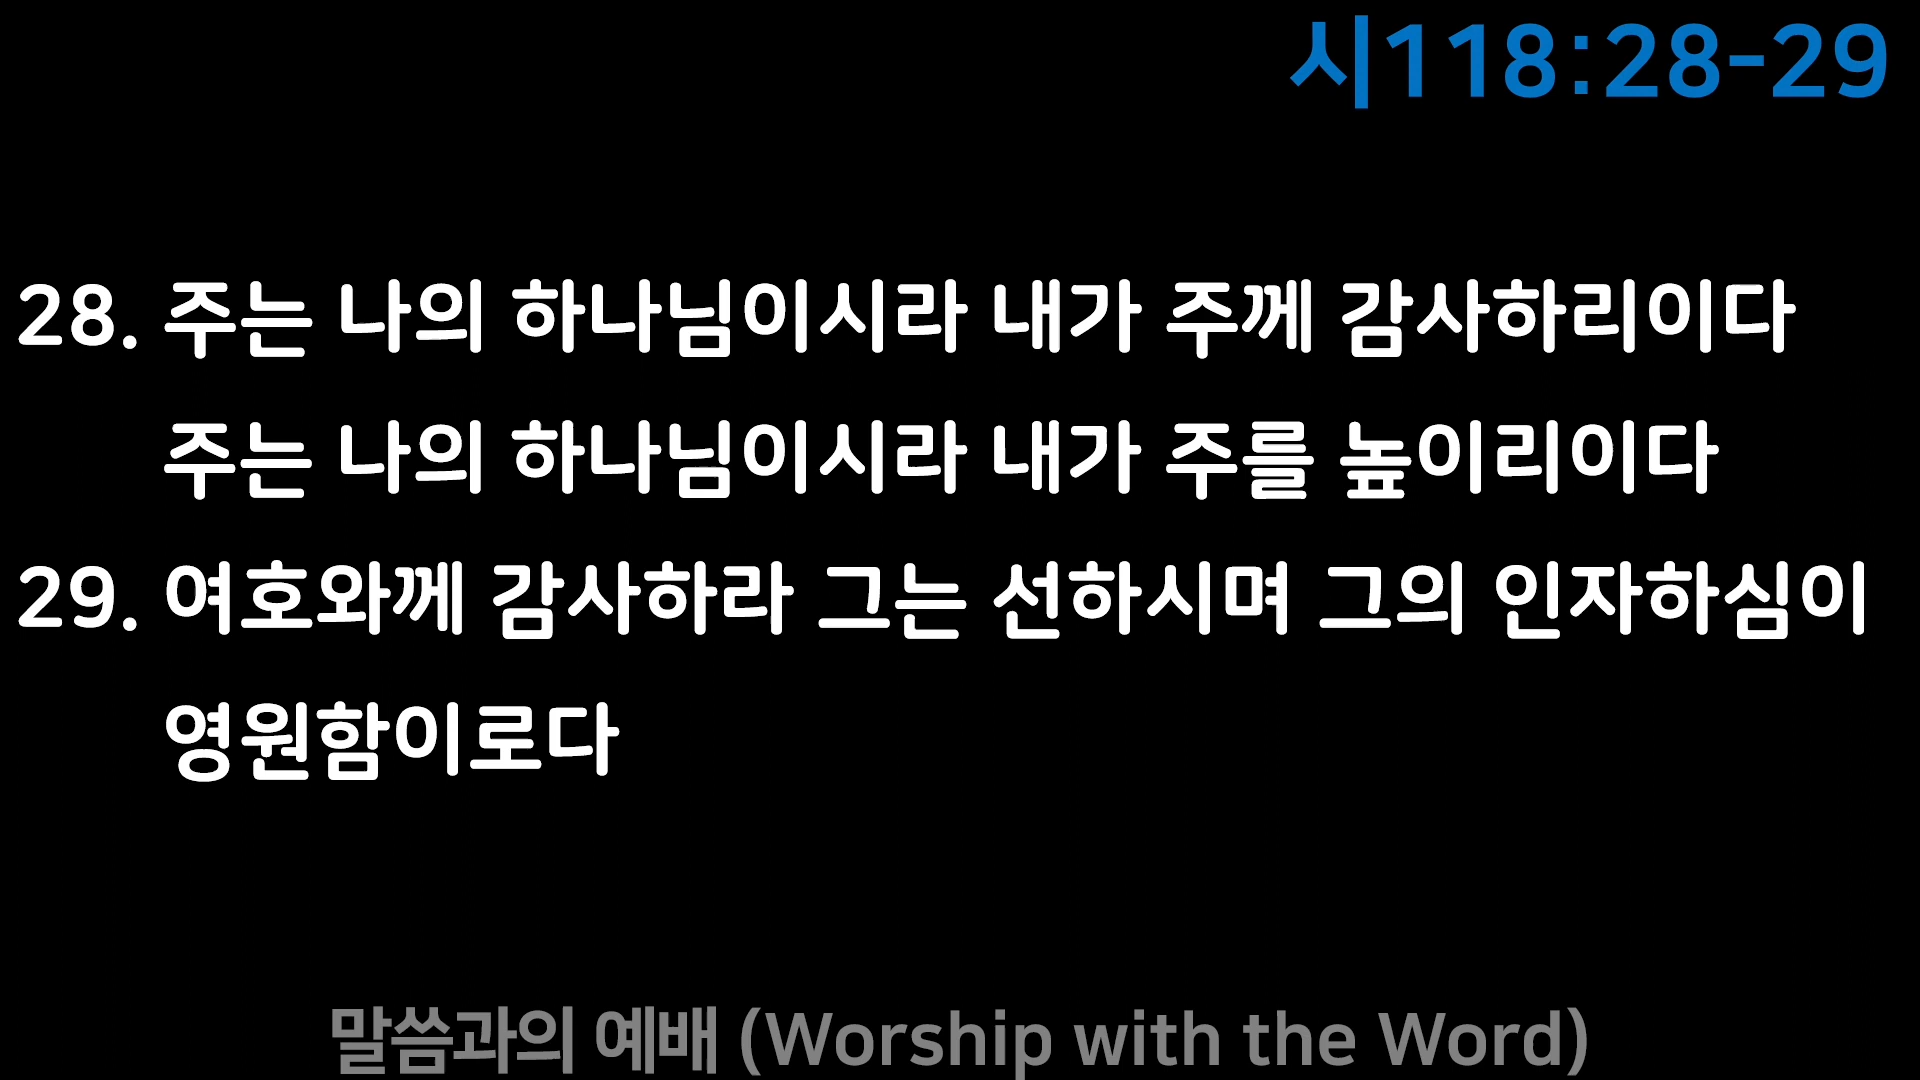 시118:28-29
28. 주는 나의 하나님이시라 내가 주께 감사하리이다
주는 나의 하나님이시라 내가 주를 높이리이다
29. 여호와께 감사하라 그는 선하시며 그의 인자하심이
영원함이로다
말씀과의 예배 (Worship with the Word)